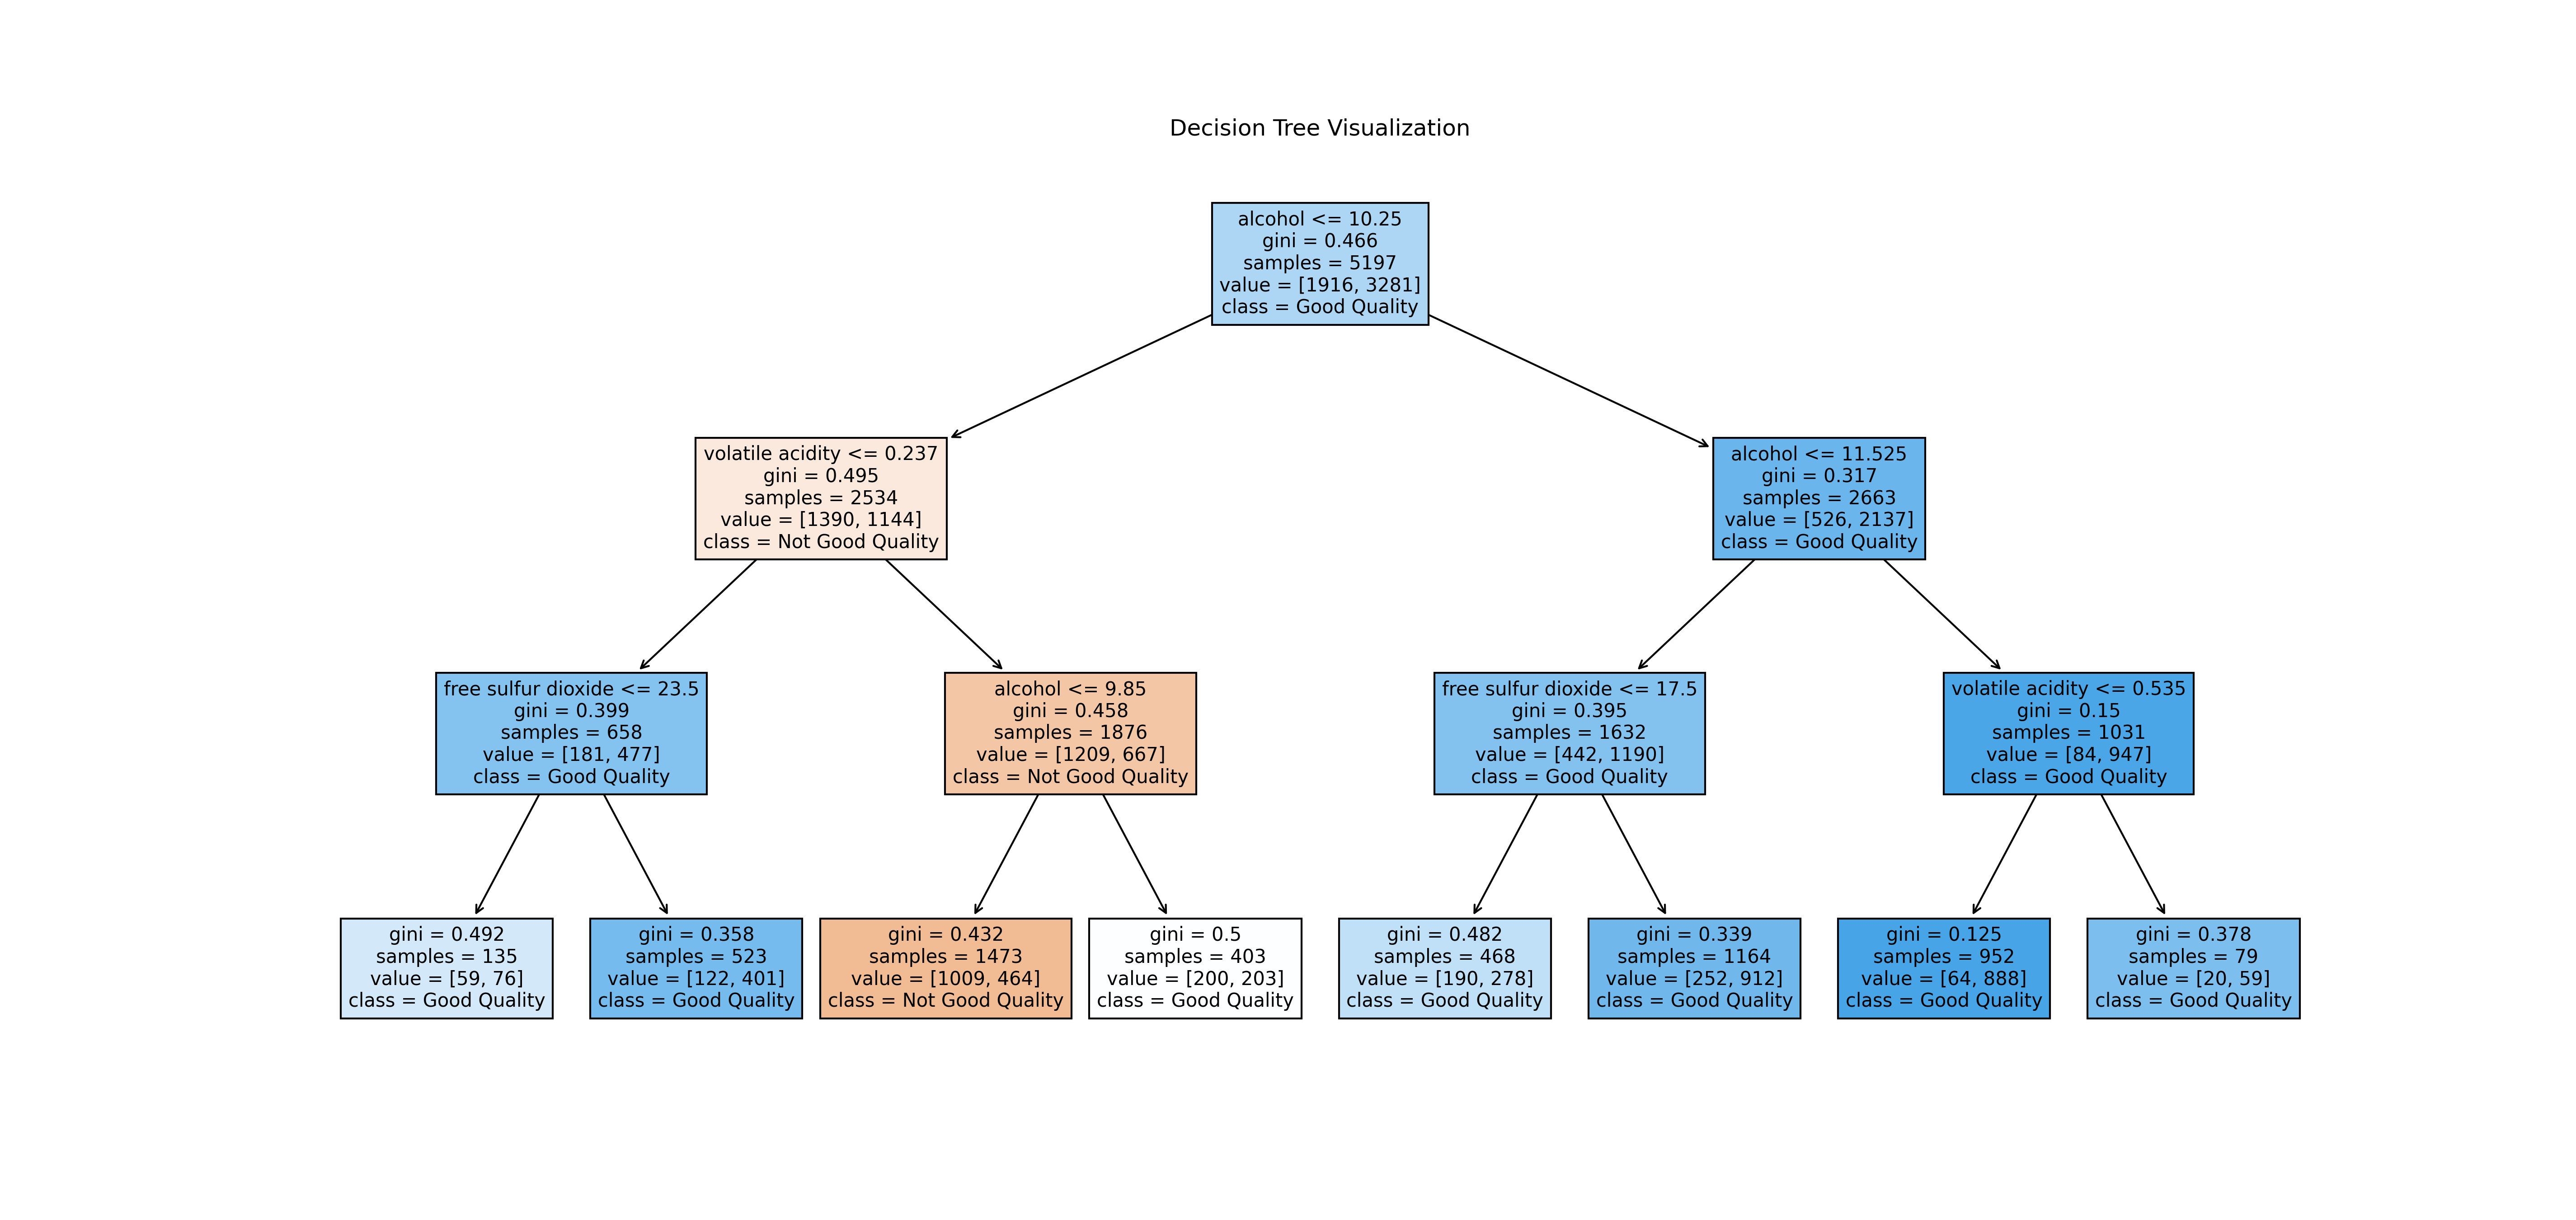 Decision Tree Visualization
alcohol <= 10.25
gini = 0.466
samples = 5197
value = [1916, 3281]
class = Good Quality
volatile acidity <= 0.237
gini = 0.495
samples = 2534
value = [1390, 1144]
class = Not Good Quality
alcohol <= 11.525
gini = 0.317
samples = 2663
value = [526, 2137]
class = Good Quality
free sulfur dioxide <= 23.5
gini = 0.399
samples = 658
value = [181, 477]
class = Good Quality
alcohol <= 9.85
gini = 0.458
samples = 1876
value = [1209, 667]
class = Not Good Quality
free sulfur dioxide <= 17.5
gini = 0.395
samples = 1632
value = [442, 1190]
class = Good Quality
volatile acidity <= 0.535
gini = 0.15
samples = 1031
value = [84, 947]
class = Good Quality
gini = 0.492
samples = 135
value = [59, 76]
class = Good Quality
gini = 0.358
samples = 523
value = [122, 401]
class = Good Quality
gini = 0.432
samples = 1473
value = [1009, 464]
class = Not Good Quality
gini = 0.5
samples = 403
value = [200, 203]
class = Good Quality
gini = 0.482
samples = 468
value = [190, 278]
class = Good Quality
gini = 0.339
samples = 1164
value = [252, 912]
class = Good Quality
gini = 0.125
samples = 952
value = [64, 888]
class = Good Quality
gini = 0.378
samples = 79
value = [20, 59]
class = Good Quality